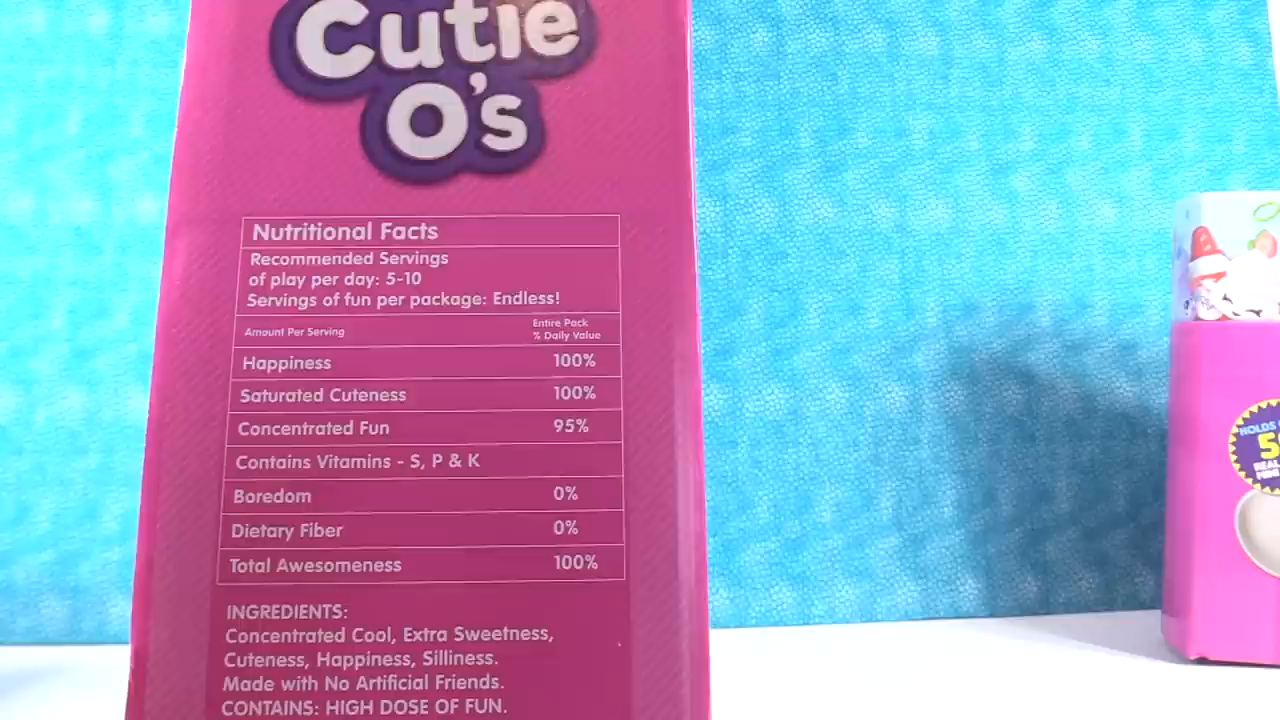 Cutie
O's
Nutritional Facts
Recommended Servings
of play per day: 5-10
Servings of fun per package: Endless!
Amount Per Serving
Entire Pack
% Daily Value
Happiness 100%
Saturated Cuteness 100%
Concentrated Fun 95%
Contains Vitamins - S, P & K
Boredom 0%
Dietary Fiber 0%
Total Awesomeness 100%
INGREDIENTS:
Concentrated Cool, Extra Sweetness,
Cuteness, Happiness, Silliness.
Made with No Artificial Friends.
CONTAINS: HIGH DOSE OF FUN.
HOLDS
5
REAL
MINI